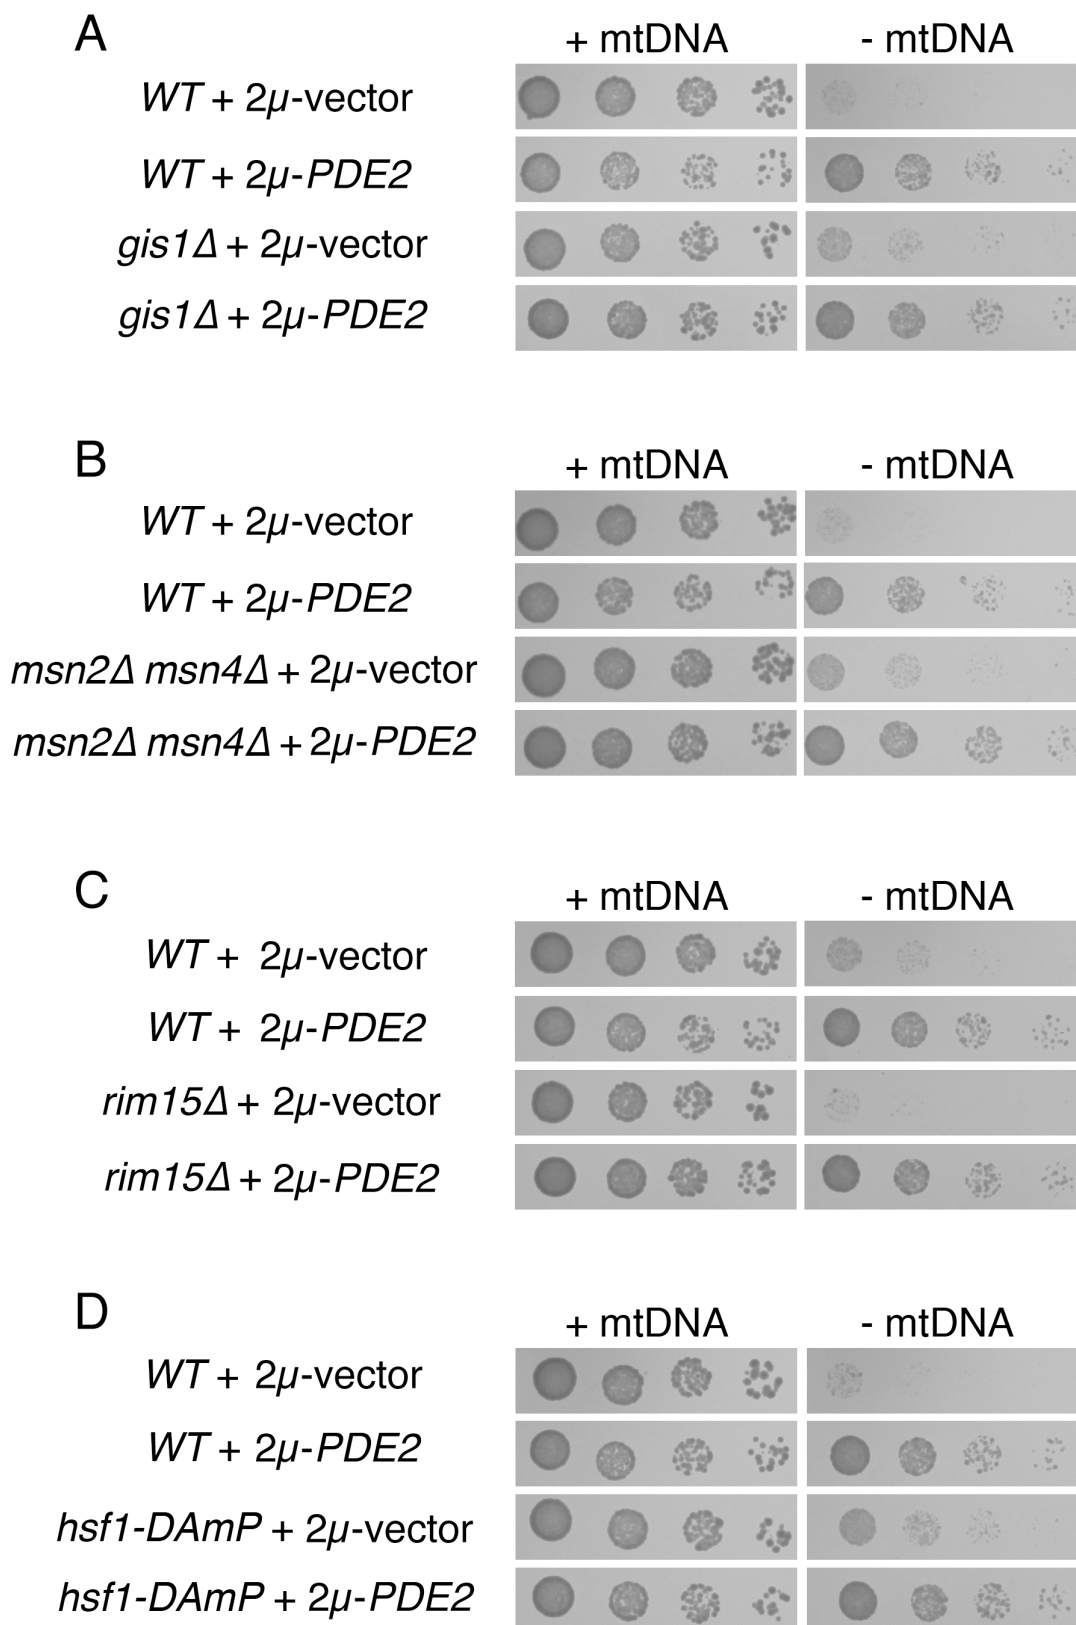 A
+ mtDNA - mtDNA
WT + 2μ-vector
WT + 2μ-PDE2
gis1Δ + 2μ-vector
gis1Δ + 2μ-PDE2
B
+ mtDNA - mtDNA
WT + 2μ-vector
WT + 2μ-PDE2
msn2Δ msn4Δ + 2μ-vector
msn2Δ msn4Δ + 2μ-PDE2
C
+ mtDNA - mtDNA
WT + 2μ-vector
WT + 2μ-PDE2
rim15Δ + 2μ-vector
rim15Δ + 2μ-PDE2
D
+ mtDNA - mtDNA
WT + 2μ-vector
WT + 2μ-PDE2
hsf1-DAmP + 2μ-vector
hsf1-DAmP + 2μ-PDE2